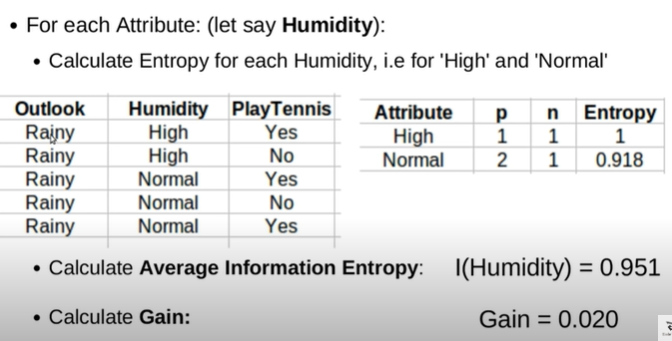 • For each Attribute: (let say Humidity):
• Calculate Entropy for each Humidity, i.e for 'High' and 'Normal'
Outlook Humidity PlayTennis
Rainy High Yes
Rainy High No
Rainy Normal Yes
Rainy Normal No
Rainy Normal Yes
Attribute p n Entropy
High 1 1 1
Normal 2 1 0.918
• Calculate Average Information Entropy: I(Humidity) = 0.951
• Calculate Gain: Gain = 0.020